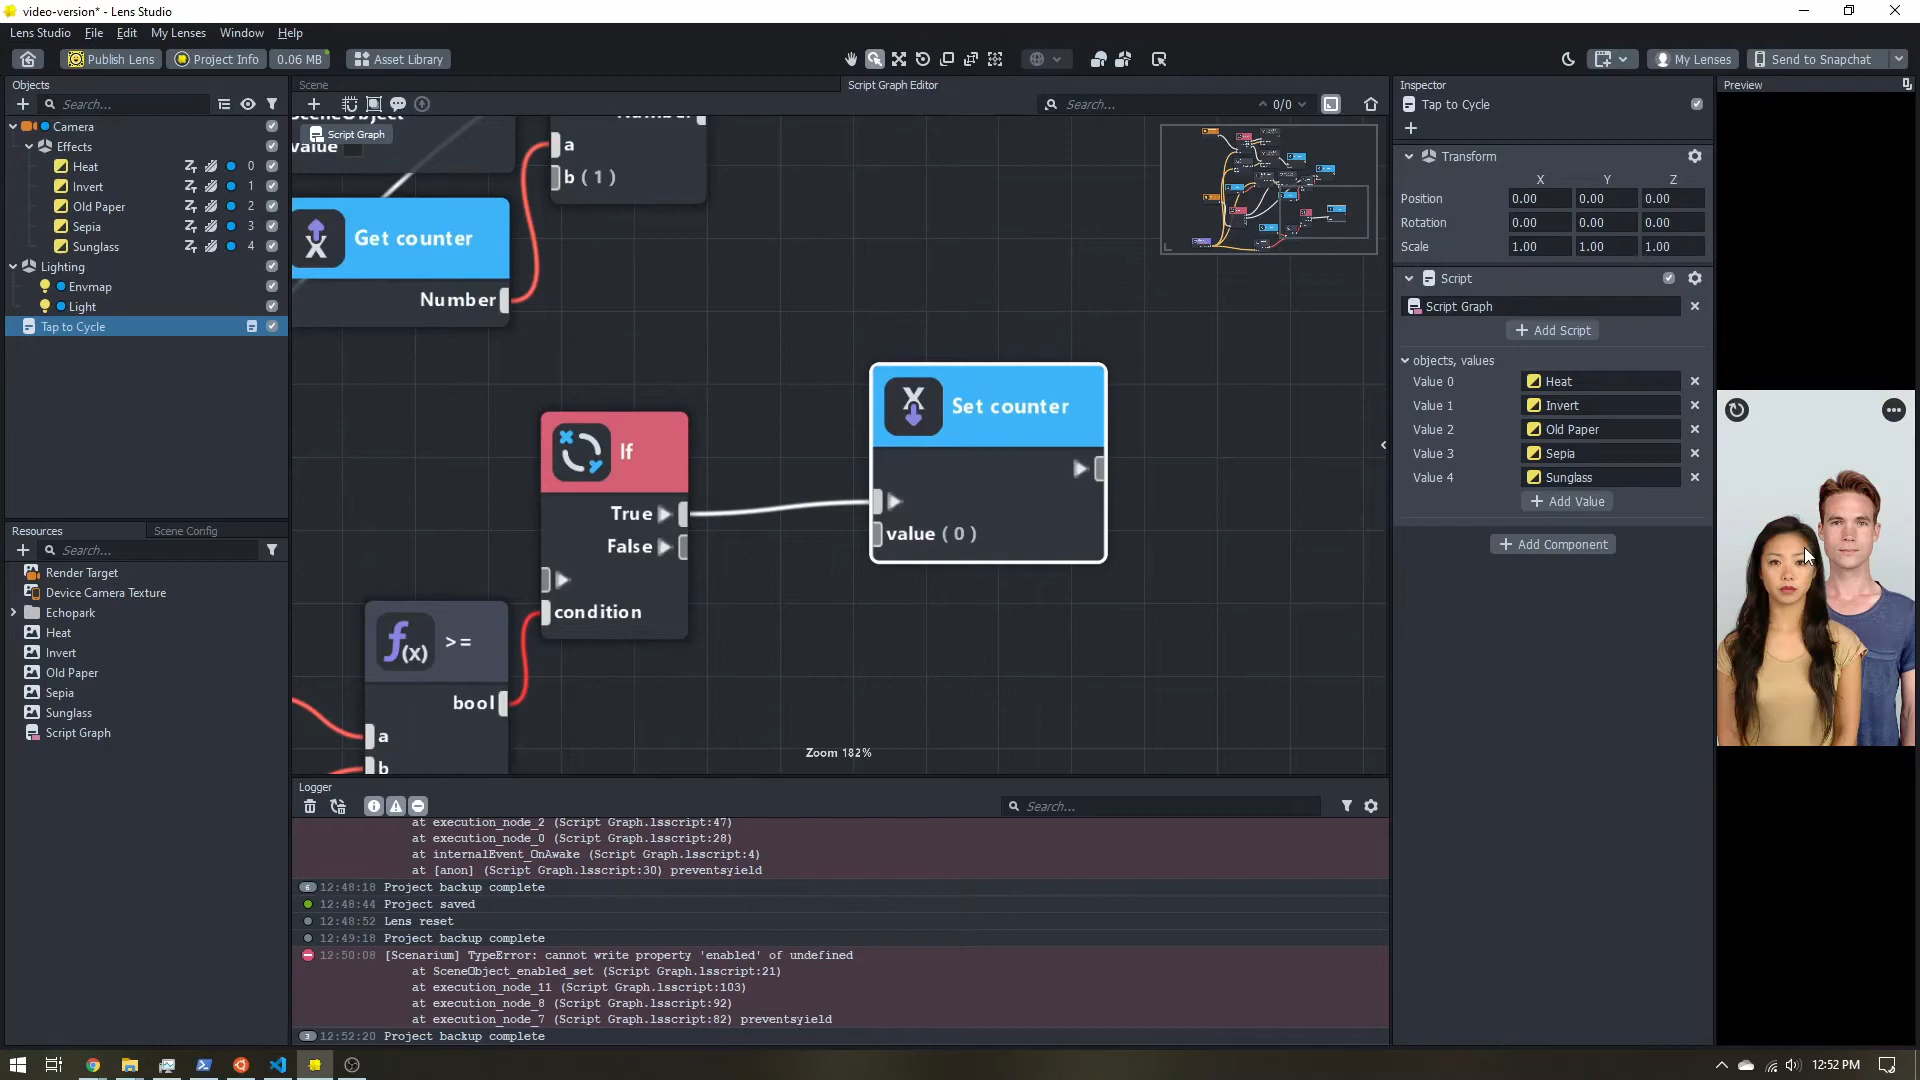 video-version* - Lens Studio
Lens Studio File Edit My Lenses Window Help
Publish Lens Project Info 0.06 MB Asset Library My Lenses Send to Snapchat
Objects
Search...
Camera
Effects
Heat 0
Invert 1
Old Paper 2
Sepia 3
Sunglass 4
Lighting
Envmap
Light
Tap to Cycle
Resources Scene Config
Search...
Render Target
Device Camera Texture
Echopark
Heat
Invert
Old Paper
Sepia
Sunglass
Script Graph
Scene Script Graph Editor
Search... 0/0
Script Graph
value
Number
a
b ( 1 )
Get counter
Number
If
True
False
condition
Set counter
value ( 0 )
f(x) >=
bool
a
b
Zoom 182%
Logger
Search...
at execution_node_2 (Script Graph.lsscript:47)
at execution_node_0 (Script Graph.lsscript:28)
at internalEvent_OnAwake (Script Graph.lsscript:4)
at [anon] (Script Graph.lsscript:30) preventsyield
6 12:48:18 Project backup complete
12:48:44 Project saved
12:48:52 Lens reset
12:49:18 Project backup complete
12:50:08 [Scenarium] TypeError: cannot write property 'enabled' of undefined
at SceneObject_enabled_set (Script Graph.lsscript:21)
at execution_node_11 (Script Graph.lsscript:103)
at execution_node_8 (Script Graph.lsscript:92)
at execution_node_7 (Script Graph.lsscript:82) preventsyield
3 12:52:20 Project backup complete
Inspector
Tap to Cycle
Transform
X Y Z
Position 0.00 0.00 0.00
Rotation 0.00 0.00 0.00
Scale 1.00 1.00 1.00
Script
Script Graph
+ Add Script
objects, values
Value 0 Heat
Value 1 Invert
Value 2 Old Paper
Value 3 Sepia
Value 4 Sunglass
+ Add Value
+ Add Component
Preview
12:52 PM